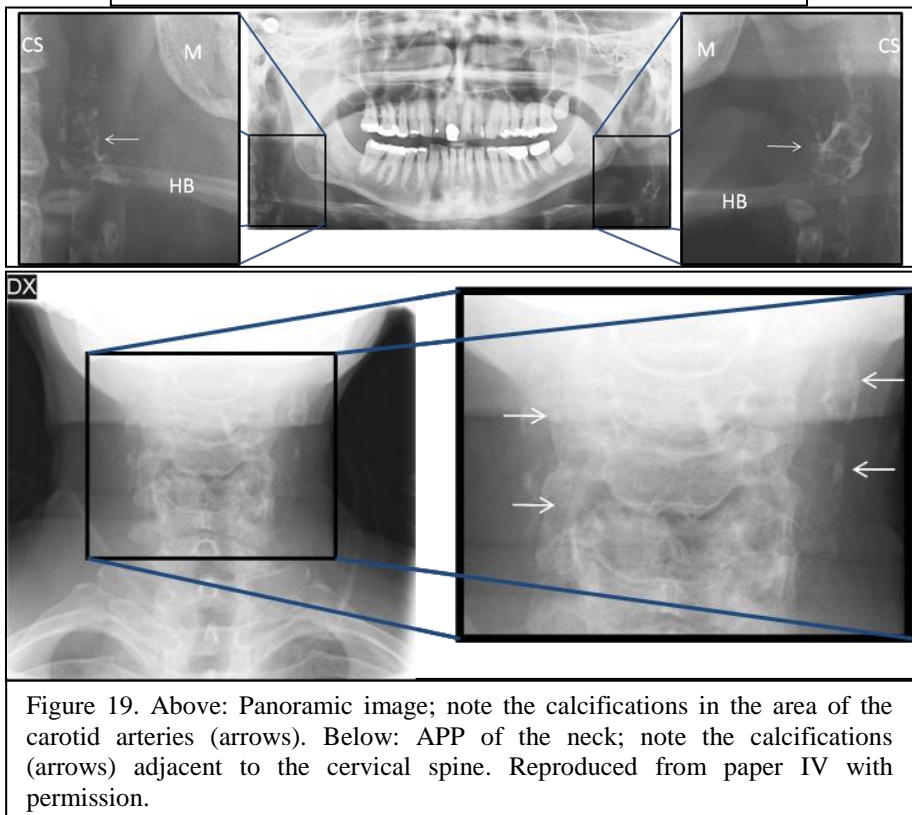 CS
M
HB
M
CS
HB
DX
Figure 19. Above: Panoramic image; note the calcifications in the area of the
carotid arteries (arrows). Below: APP of the neck; note the calcifications
(arrows) adjacent to the cervical spine. Reproduced from paper IV with
permission.